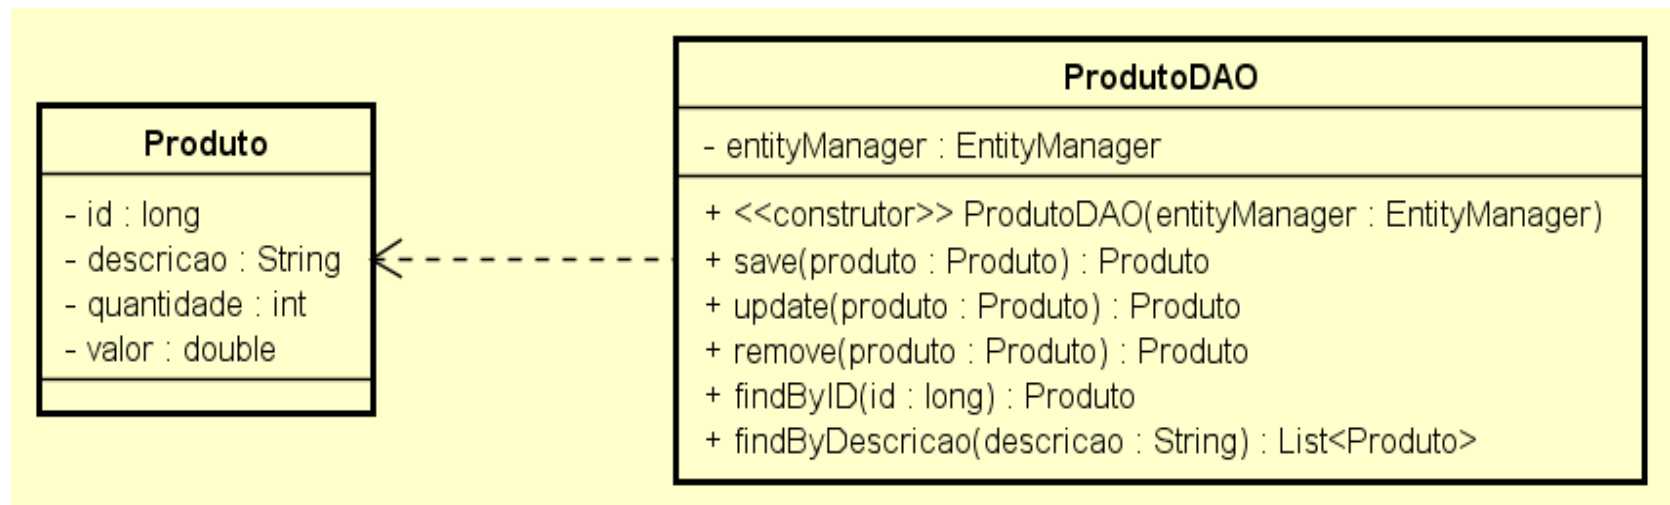 Produto
- id : long
- descricao : String
- quantidade : int
- valor : double
ProdutoDAO
- entityManager : EntityManager
+ <<construtor>> ProdutoDAO(entityManager : EntityManager)
+ save(produto : Produto) : Produto
+ update(produto : Produto) : Produto
+ remove(produto : Produto) : Produto
+ findByID(id : long) : Produto
+ findByDescricao(descricao : String) : List<Produto>